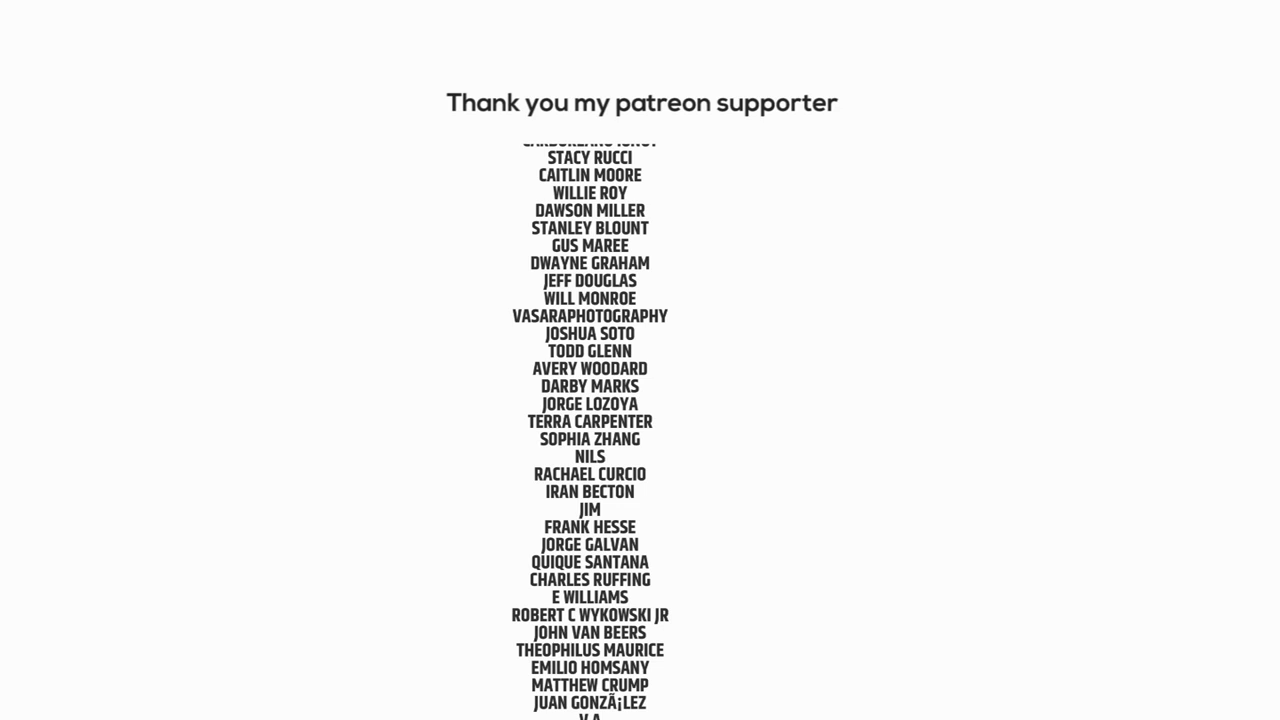 Thank you my patreon supporter
STACY RUCCI
CAITLIN MOORE
WILLIE ROY
DAWSON MILLER
STANLEY BLOUNT
GUS MAREE
DWAYNE GRAHAM
JEFF DOUGLAS
WILL MONROE
VASARAPHOTOGRAPHY
JOSHUA SOTO
TODD GLENN
AVERY WOODARD
DARBY MARKS
JORGE LOZOYA
TERRA CARPENTER
SOPHIA ZHANG
NILS
RACHAEL CURCIO
IRAN BECTON
JIM
FRANK HESSE
JORGE GALVAN
QUIQUE SANTANA
CHARLES RUFFING
E WILLIAMS
ROBERT C WYKOWSKI JR
JOHN VAN BEERS
THEOPHILUS MAURICE
EMILIO HOMSANY
MATTHEW CRUMP
JUAN GONZÃ¡LEZ